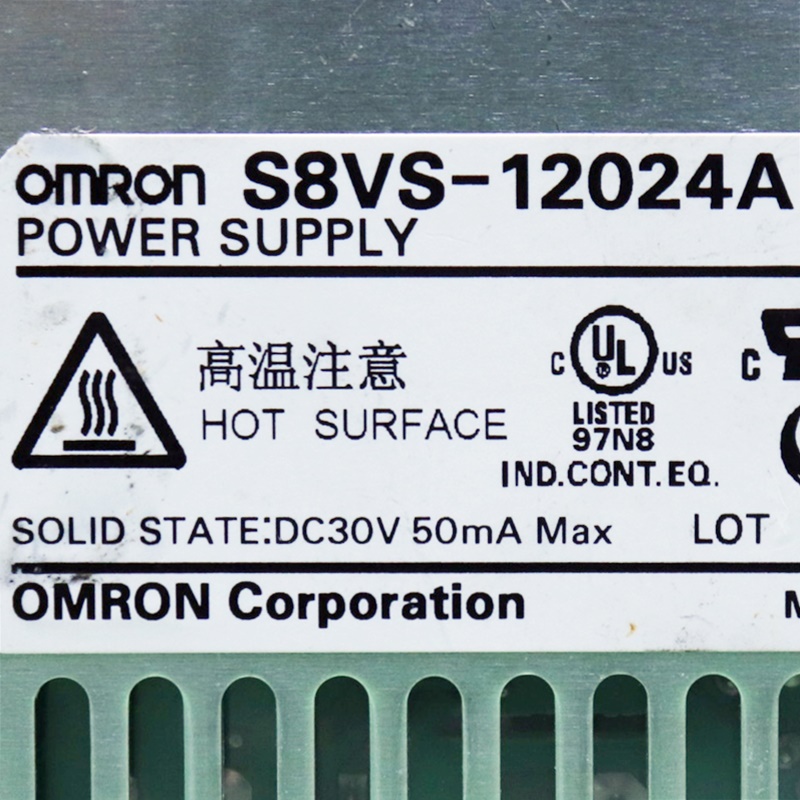 OMRON S8VS-12024A
POWER SUPPLY
高温注意
HOT SURFACE
C UL US
LISTED
97N8
IND.CONT.EQ.
C
SOLID STATE:DC30V 50mA Max LOT
OMRON Corporation